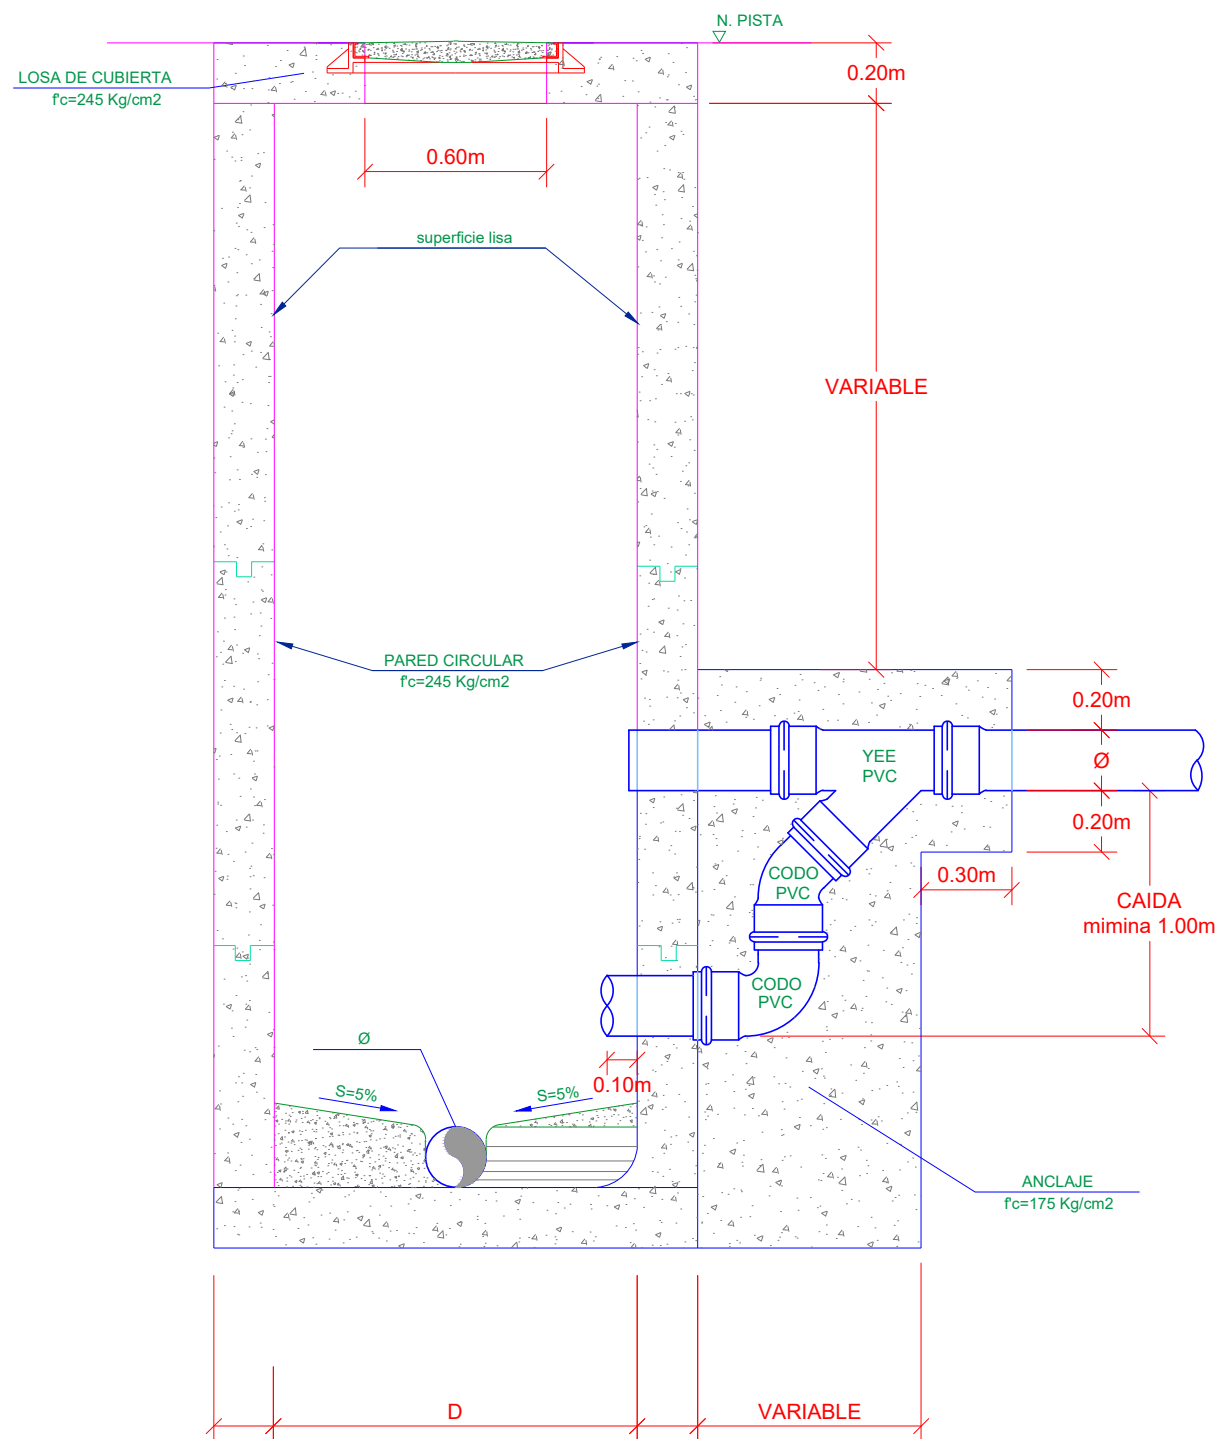 N. PISTA
LOSA DE CUBIERTA
f'c=245 Kg/cm2
0.20m
0.60m
superficie lisa
VARIABLE
PARED CIRCULAR
f'c=245 Kg/cm2
0.20m
YEE
PVC
Ø
0.20m
CODO
PVC
0.30m
CAIDA
mimina 1.00m
CODO
PVC
Ø
0.10m
S=5%
S=5%
ANCLAJE
f'c=175 Kg/cm2
D
VARIABLE